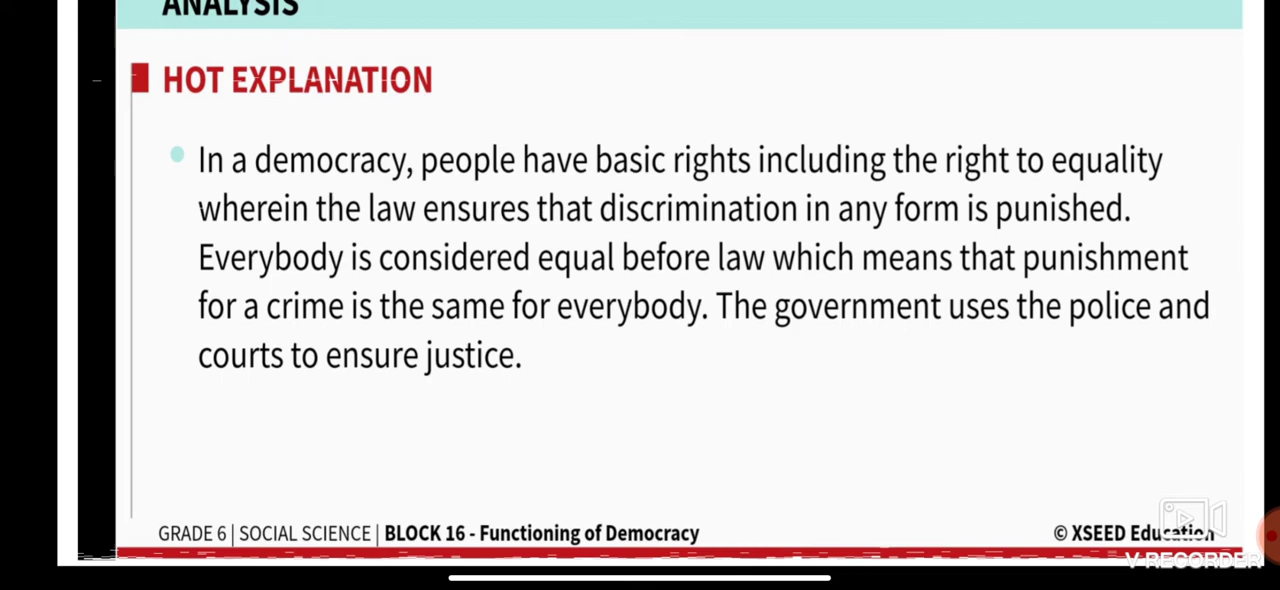 ANALYSIS
HOT EXPLANATION
In a democracy, people have basic rights including the right to equality
wherein the law ensures that discrimination in any form is punished.
Everybody is considered equal before law which means that punishment
for a crime is the same for everybody. The government uses the police and
courts to ensure justice.
GRADE 6 | SOCIAL SCIENCE | BLOCK 16 - Functioning of Democracy
© XSEED Education
V RECORDER